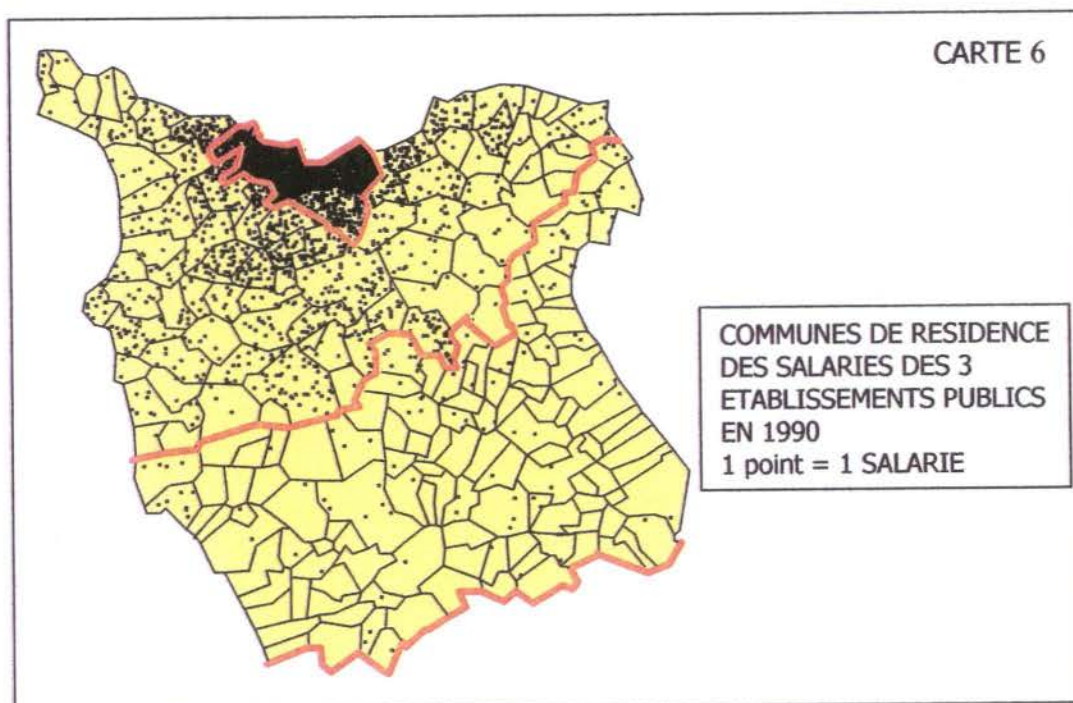 CARTE 6
COMMUNES DE RESIDENCE
DES SALARIES DES 3
ETABLISSEMENTS PUBLICS
EN 1990
1 point = 1 SALARIE